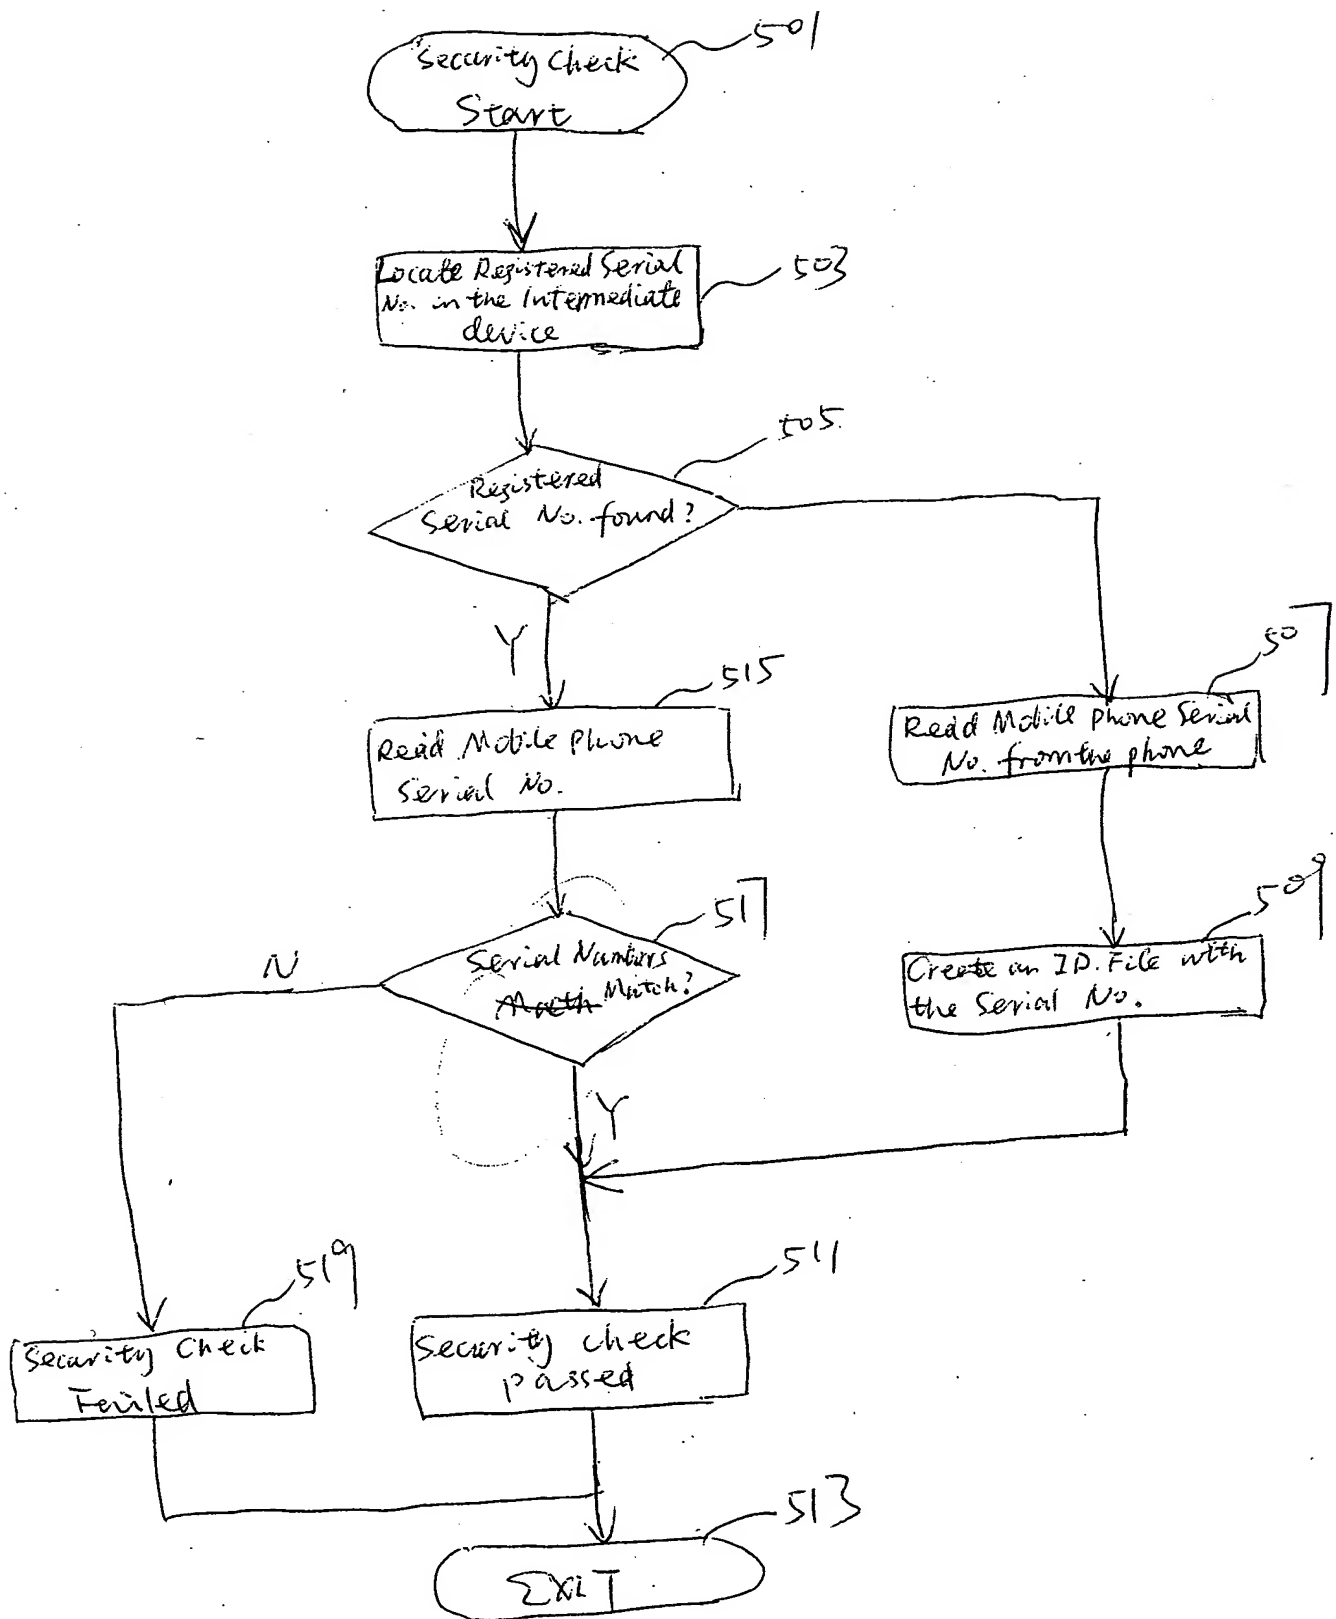 501
Security Check
Start
503
Locate Registered Serial
No. in the Intermediate
device
505.
Registered
Serial No. found?
Y
515
Read Mobile phone
Serial No.
507
Read Mobile phone Serial
No. from the phone
517
Serial Numbers
Match?
N
Y
509
Create an ID. File with
the Serial No.
519
Security Check
Failed
511
Security check
passed
513
EXIT